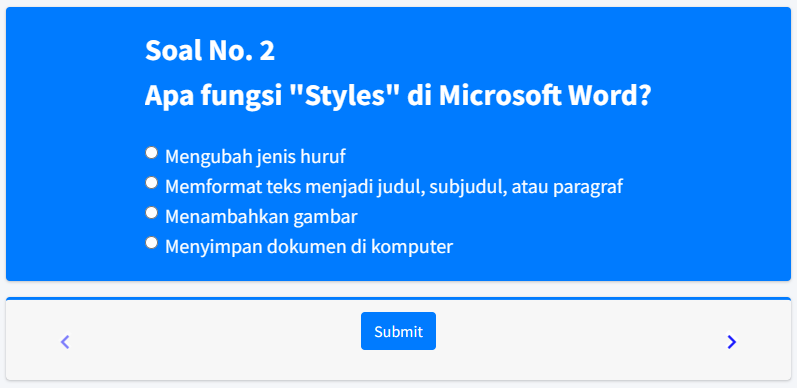 Soal No. 2
Apa fungsi "Styles" di Microsoft Word?
Mengubah jenis huruf
Memformat teks menjadi judul, subjudul, atau paragraf
Menambahkan gambar
Menyimpan dokumen di komputer
Submit